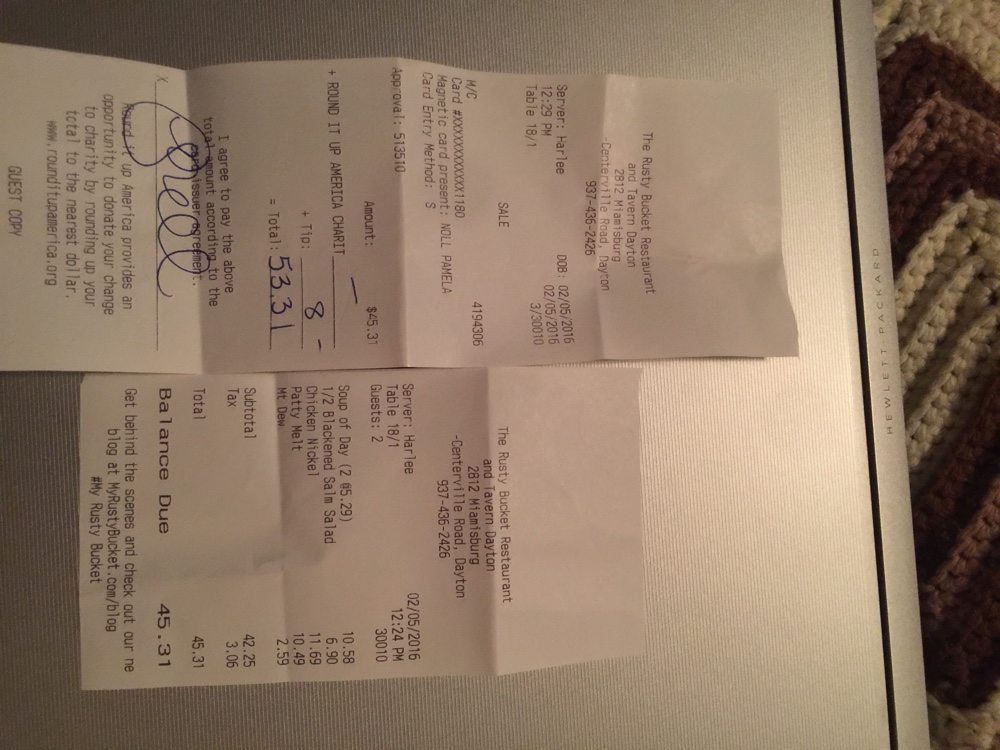 The Rusty Bucket Restaurant
and Tavern Dayton
2812 Miamisburg
-Centerville Road, Dayton
937-436-2426
Server: Harlee DOB: 02/05/2016
12:29 PM 02/05/2016
Table 18/1 3/30010
SALE
M/C 4194306
Card #XXXXXXXXXXXX1180
Magnetic card present: NOLL PAMELA
Card Entry Method: S
Approval: 513510
Amount: $45.31
+ ROUND IT UP AMERICA CHARIT —
+ Tip: 8 -
= Total: 53.31
I agree to pay the above
total amount according to the
card issuer agreement.
X
Round it up America provides an
opportunity to donate your change
to charity by rounding up your
total to the nearest dollar.
www.rounditupamerica.org
GUEST COPY
The Rusty Bucket Restaurant
and Tavern Dayton
2812 Miamisburg
-Centerville Road, Dayton
937-436-2426
Server: Harlee 02/05/2016
Table 18/1 12:24 PM
Guests: 2 30010
Soup of Day (2 @5.29) 10.58
1/2 Blackened Salm Salad 6.90
Chicken Nickel 11.69
Patty Melt 10.49
Mt Dew 2.59
Subtotal 42.25
Tax 3.06
Total 45.31
Balance Due 45.31
Get behind the scenes and check out our ne
blog at MyRustyBucket.com/blog
#My Rusty Bucket
HEWLETT-PACKARD